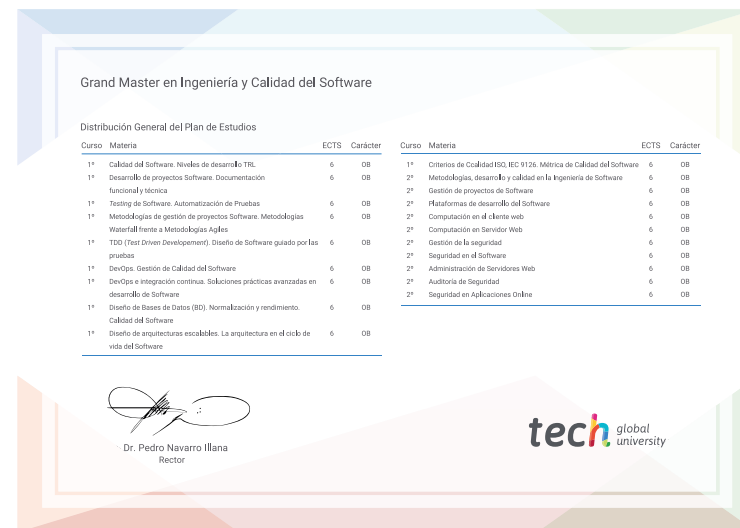 Grand Master en Ingeniería y Calidad del Software
Distribución General del Plan de Estudios
Curso Materia ECTS Carácter
1º Calidad del Software. Niveles de desarrollo TRL 6 OB
1º Desarrollo de proyectos Software. Documentación 6 OB
funcional y técnica
1º Testing de Software. Automatización de Pruebas 6 OB
1º Metodologías de gestión de proyectos Software. Metodologías 6 OB
Waterfall frente a Metodologías Agiles
1º TDD (Test Driven Developement). Diseño de Software guiado por las 6 OB
pruebas
1º DevOps. Gestión de Calidad del Software 6 OB
1º DevOps e integración continua. Soluciones prácticas avanzadas en 6 OB
desarrollo de Software
1º Diseño de Bases de Datos (BD). Normalización y rendimiento. 6 OB
Calidad del Software
1º Diseño de arquitecturas escalables. La arquitectura en el ciclo de 6 OB
vida del Software
Curso Materia ECTS Carácter
1º Criterios de Ccalidad ISO, IEC 9126. Métrica de Calidad del Software 6 OB
2º Metodologías, desarrollo y calidad en la Ingeniería de Software 6 OB
2º Gestión de proyectos de Software 6 OB
2º Plataformas de desarrollo del Software 6 OB
2º Computación en el cliente web 6 OB
2º Computación en Servidor Web 6 OB
2º Gestión de la seguridad 6 OB
2º Seguridad en el Software 6 OB
2º Administración de Servidores Web 6 OB
2º Auditoría de Seguridad 6 OB
2º Seguridad en Aplicaciones Online 6 OB
Dr. Pedro Navarro Illana
Rector
tech global
university